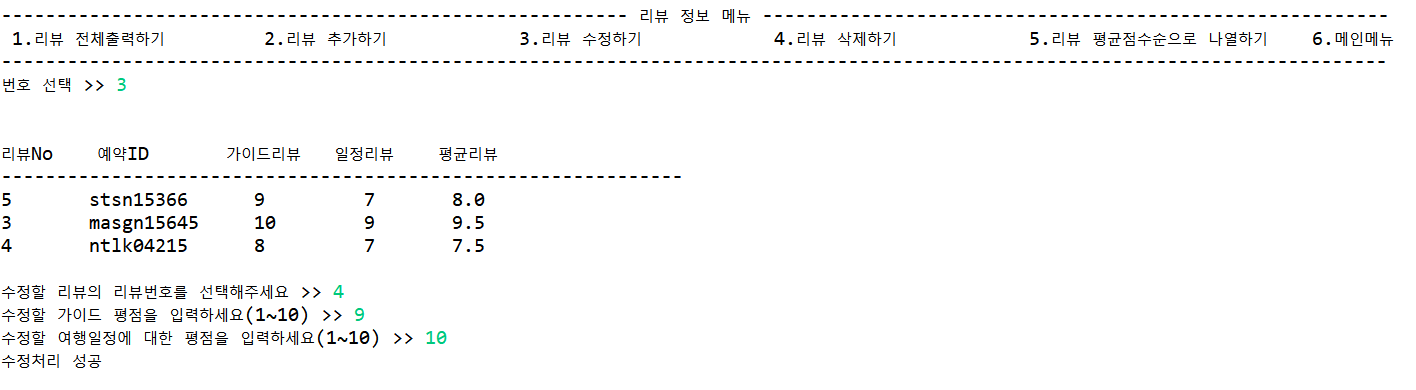 --------------------------------------------------------- 리뷰 정보 메뉴 ---------------------------------------------------------
1.리뷰 전체출력하기 2.리뷰 추가하기 3.리뷰 수정하기 4.리뷰 삭제하기 5.리뷰 평균점수순으로 나열하기 6.메인메뉴
------------------------------------------------------------------------------------------------------------------------------
번호 선택 >> 3
리뷰No 예약ID 가이드리뷰 일정리뷰 평균리뷰
--------------------------------------------------------------
5 stsn15366 9 7 8.0
3 masgn15645 10 9 9.5
4 ntlk04215 8 7 7.5
수정할 리뷰의 리뷰번호를 선택해주세요 >> 4
수정할 가이드 평점을 입력하세요(1~10) >> 9
수정할 여행일정에 대한 평점을 입력하세요(1~10) >> 10
수정처리 성공